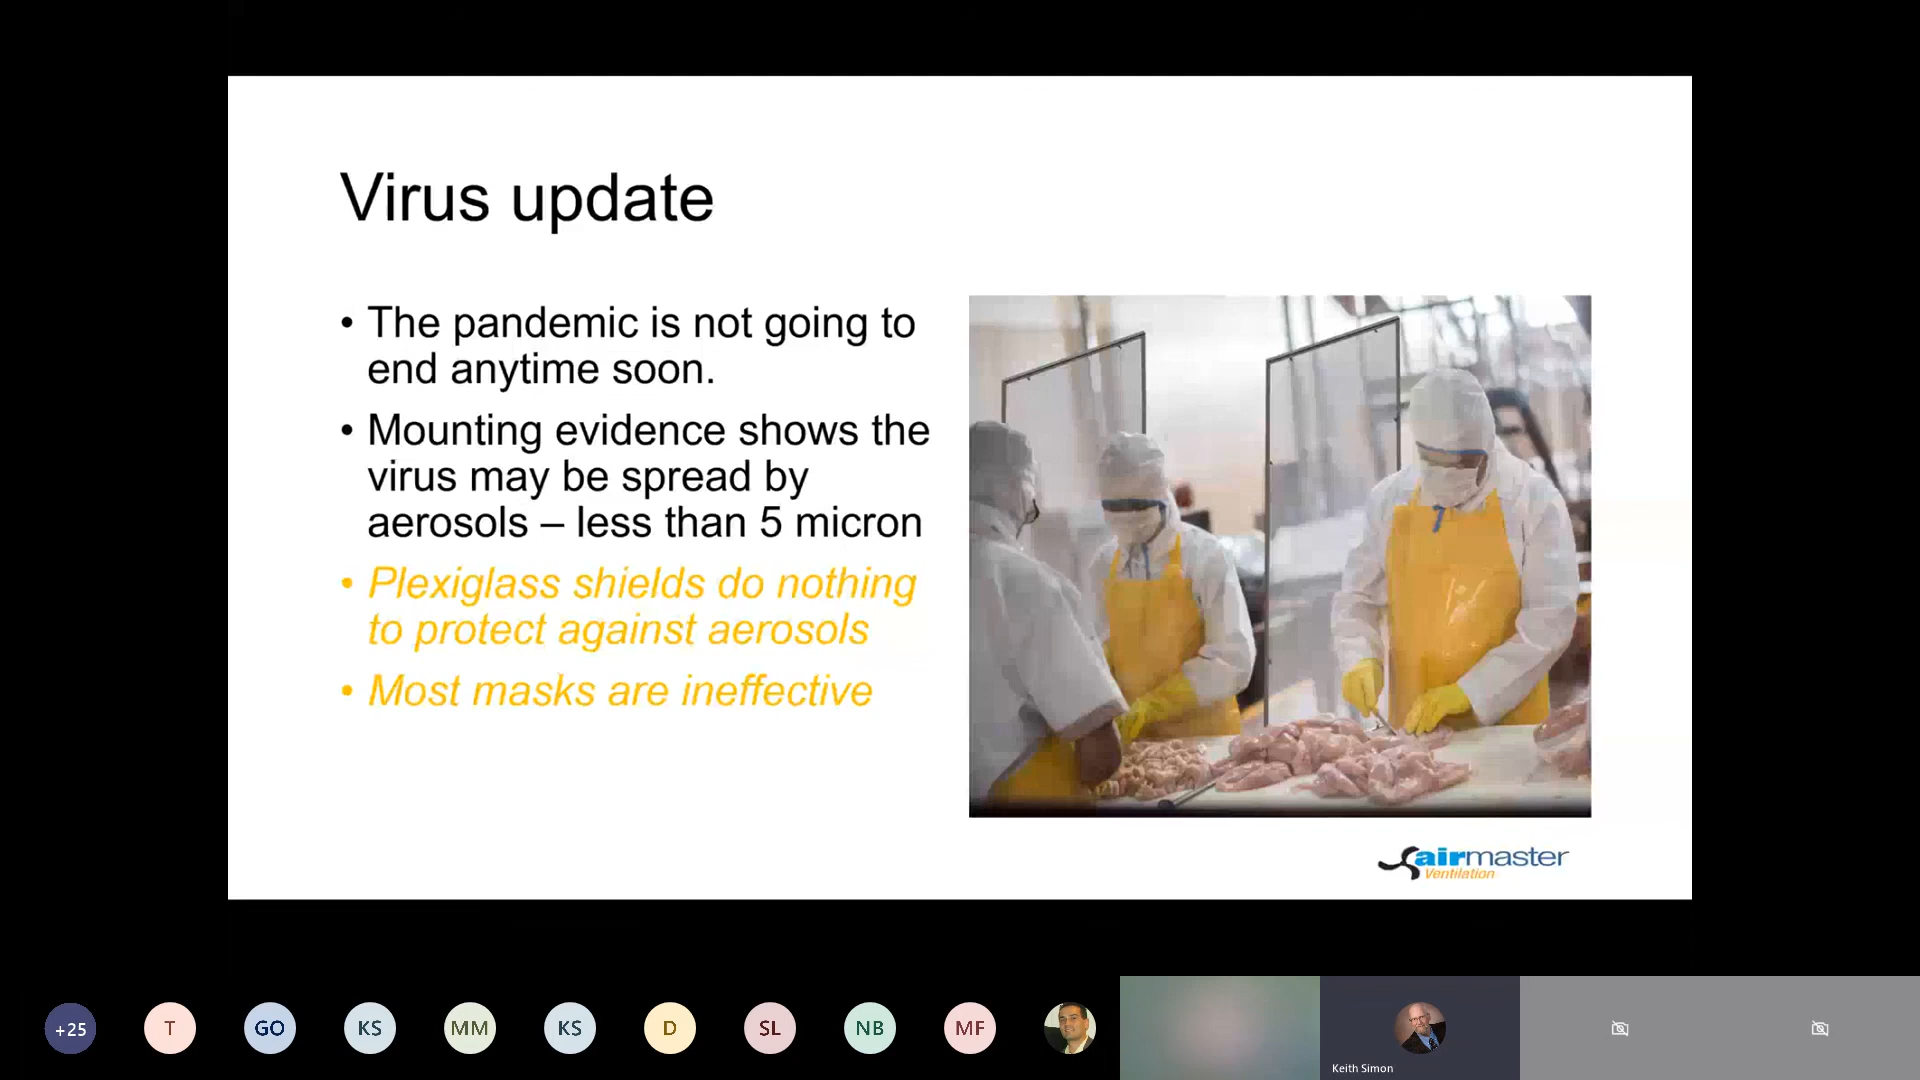 Virus update
• The pandemic is not going to
end anytime soon.
• Mounting evidence shows the
virus may be spread by
aerosols – less than 5 micron
• Plexiglass shields do nothing
to protect against aerosols
• Most masks are ineffective
airmaster
Ventilation
+25
T
GO
KS
MM
KS
D
SL
NB
MF
Keith Simon